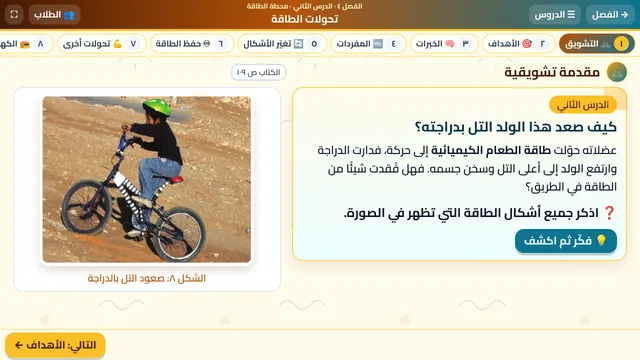 → الفصل
☰ الدروس
الفصل ٤ · الدرس الثاني · محطة الطاقة
تحولات الطاقة
👥 الطلاب
١ 🚲 التشويق
٢ 🎯 الأهداف
٣ 🧠 الخبرات
٤ 🔤 المفردات
٥ 🔄 تغيّر الأشكال
٦ ♾ حفظ الطاقة
٧ 💪 تحولات أخرى
٨ 📻 الكه
مقدمة تشويقية
الكتاب ص ١٠٩
الدرس الثاني
كيف صعد هذا الولد التل بدراجته؟
عضلاته حوّلت طاقة الطعام الكيميائية إلى حركة، فدارت الدراجة
وارتفع الولد إلى أعلى التل وسخن جسمه. فهل فُقدت شيئًا من
الطاقة في الطريق؟
❓ اذكر جميع أشكال الطاقة التي تظهر في الصورة.
💡 فكّر ثم اكشف
الشكل ٨: صعود التل بالدراجة
التالي: الأهداف ←